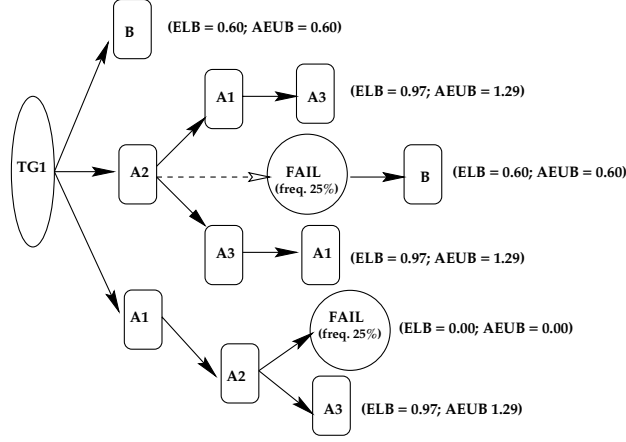 B (ELB = 0.60; AEUB = 0.60)
A1 A3 (ELB = 0.97; AEUB = 1.29)
TG1 A2 FAIL B (ELB = 0.60; AEUB = 0.60)
(freq. 25%)
A3 A1 (ELB = 0.97; AEUB = 1.29)
A1 FAIL (ELB = 0.00; AEUB = 0.00)
(freq. 25%)
A2
A3 (ELB = 0.97; AEUB 1.29)